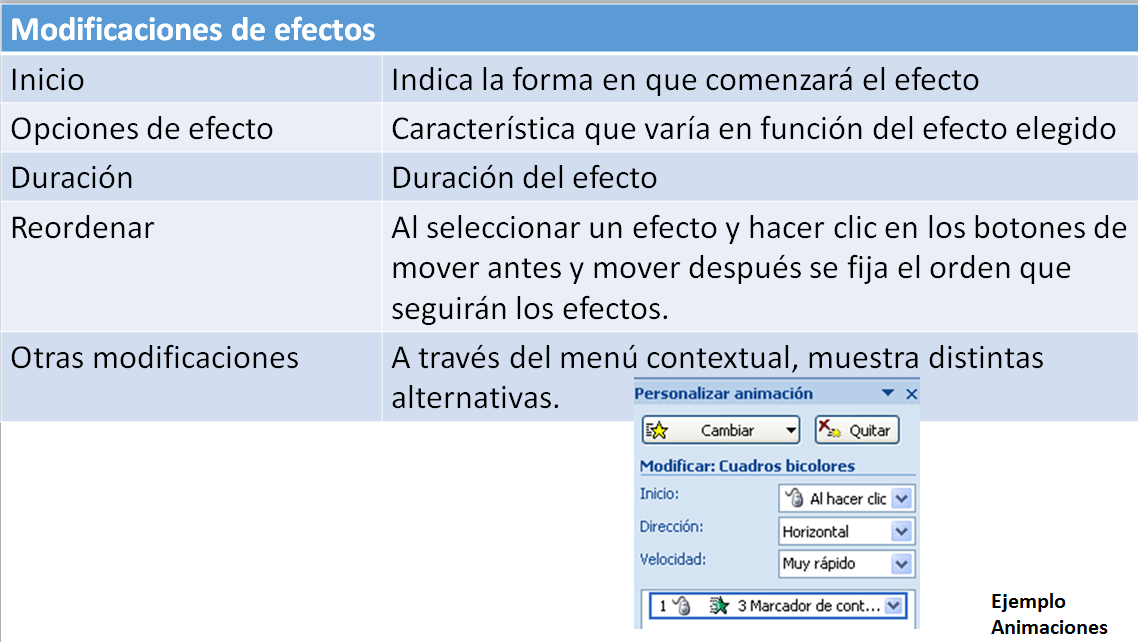 Modificaciones de efectos
Inicio
Indica la forma en que comenzará el efecto
Opciones de efecto
Característica que varía en función del efecto elegido
Duración
Duración del efecto
Reordenar
Al seleccionar un efecto y hacer clic en los botones de
mover antes y mover después se fija el orden que
seguirán los efectos.
Otras modificaciones
A través del menú contextual, muestra distintas
alternativas.
Personalizar animación
Cambiar
Quitar
Modificar: Cuadros bicolores
Inicio:
Al hacer clic
Dirección:
Horizontal
Velocidad:
Muy rápido
1 3 Marcador de cont...
Ejemplo
Animaciones